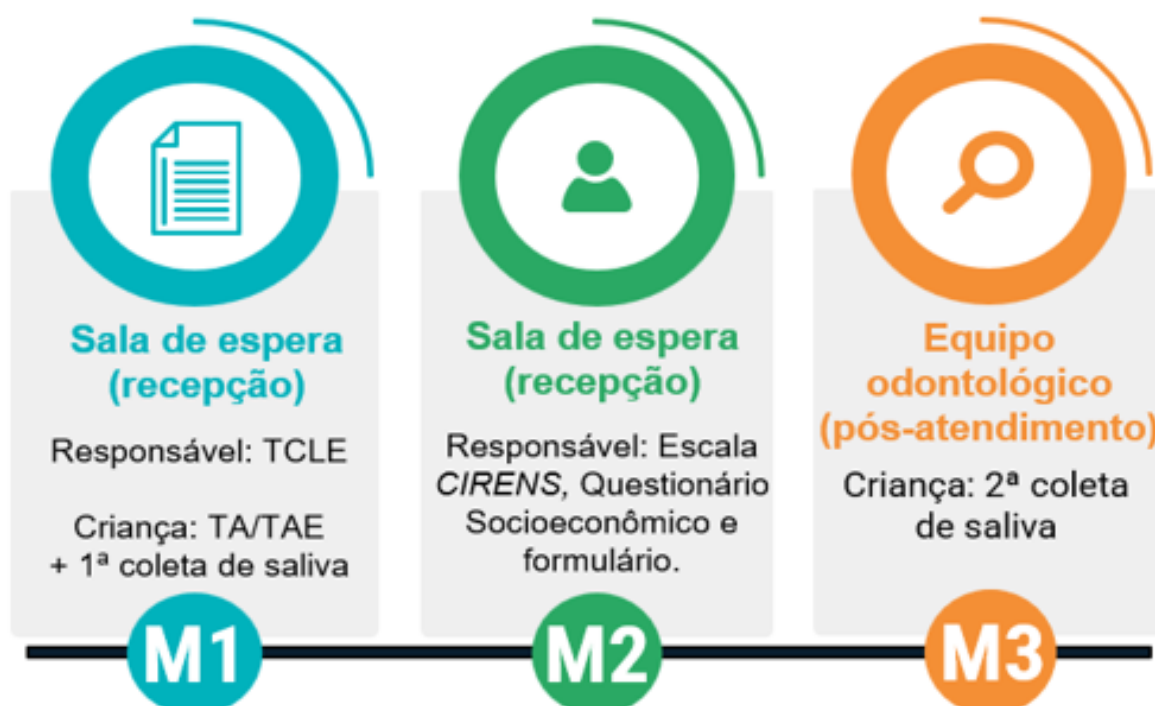 Sala de espera
(recepção)
Responsável: TCLE
Criança: TA/TAE
+ 1ª coleta de saliva
M1
Sala de espera
(recepção)
Responsável: Escala
CIRENS, Questionário
Socioeconômico e
formulário.
M2
Equipo
odontológico
(pós-atendimento)
Criança: 2ª coleta
de saliva
M3